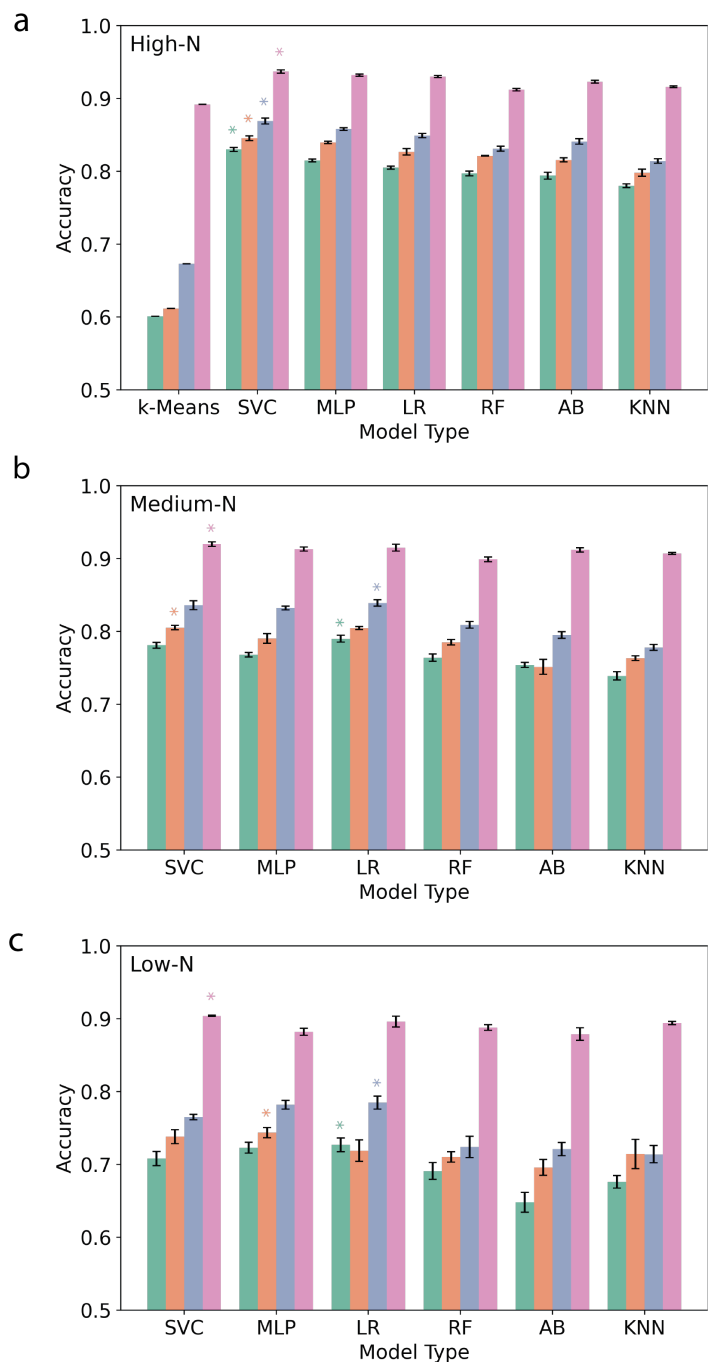 a
High-N
1.0
0.9
0.8
0.7
0.6
0.5
Accuracy
* * * *
k-Means SVC MLP LR RF AB KNN
Model Type
b
Medium-N
1.0
0.9
0.8
0.7
0.6
0.5
Accuracy
* * * *
SVC MLP LR RF AB KNN
Model Type
c
Low-N
1.0
0.9
0.8
0.7
0.6
0.5
Accuracy
* * * *
SVC MLP LR RF AB KNN
Model Type